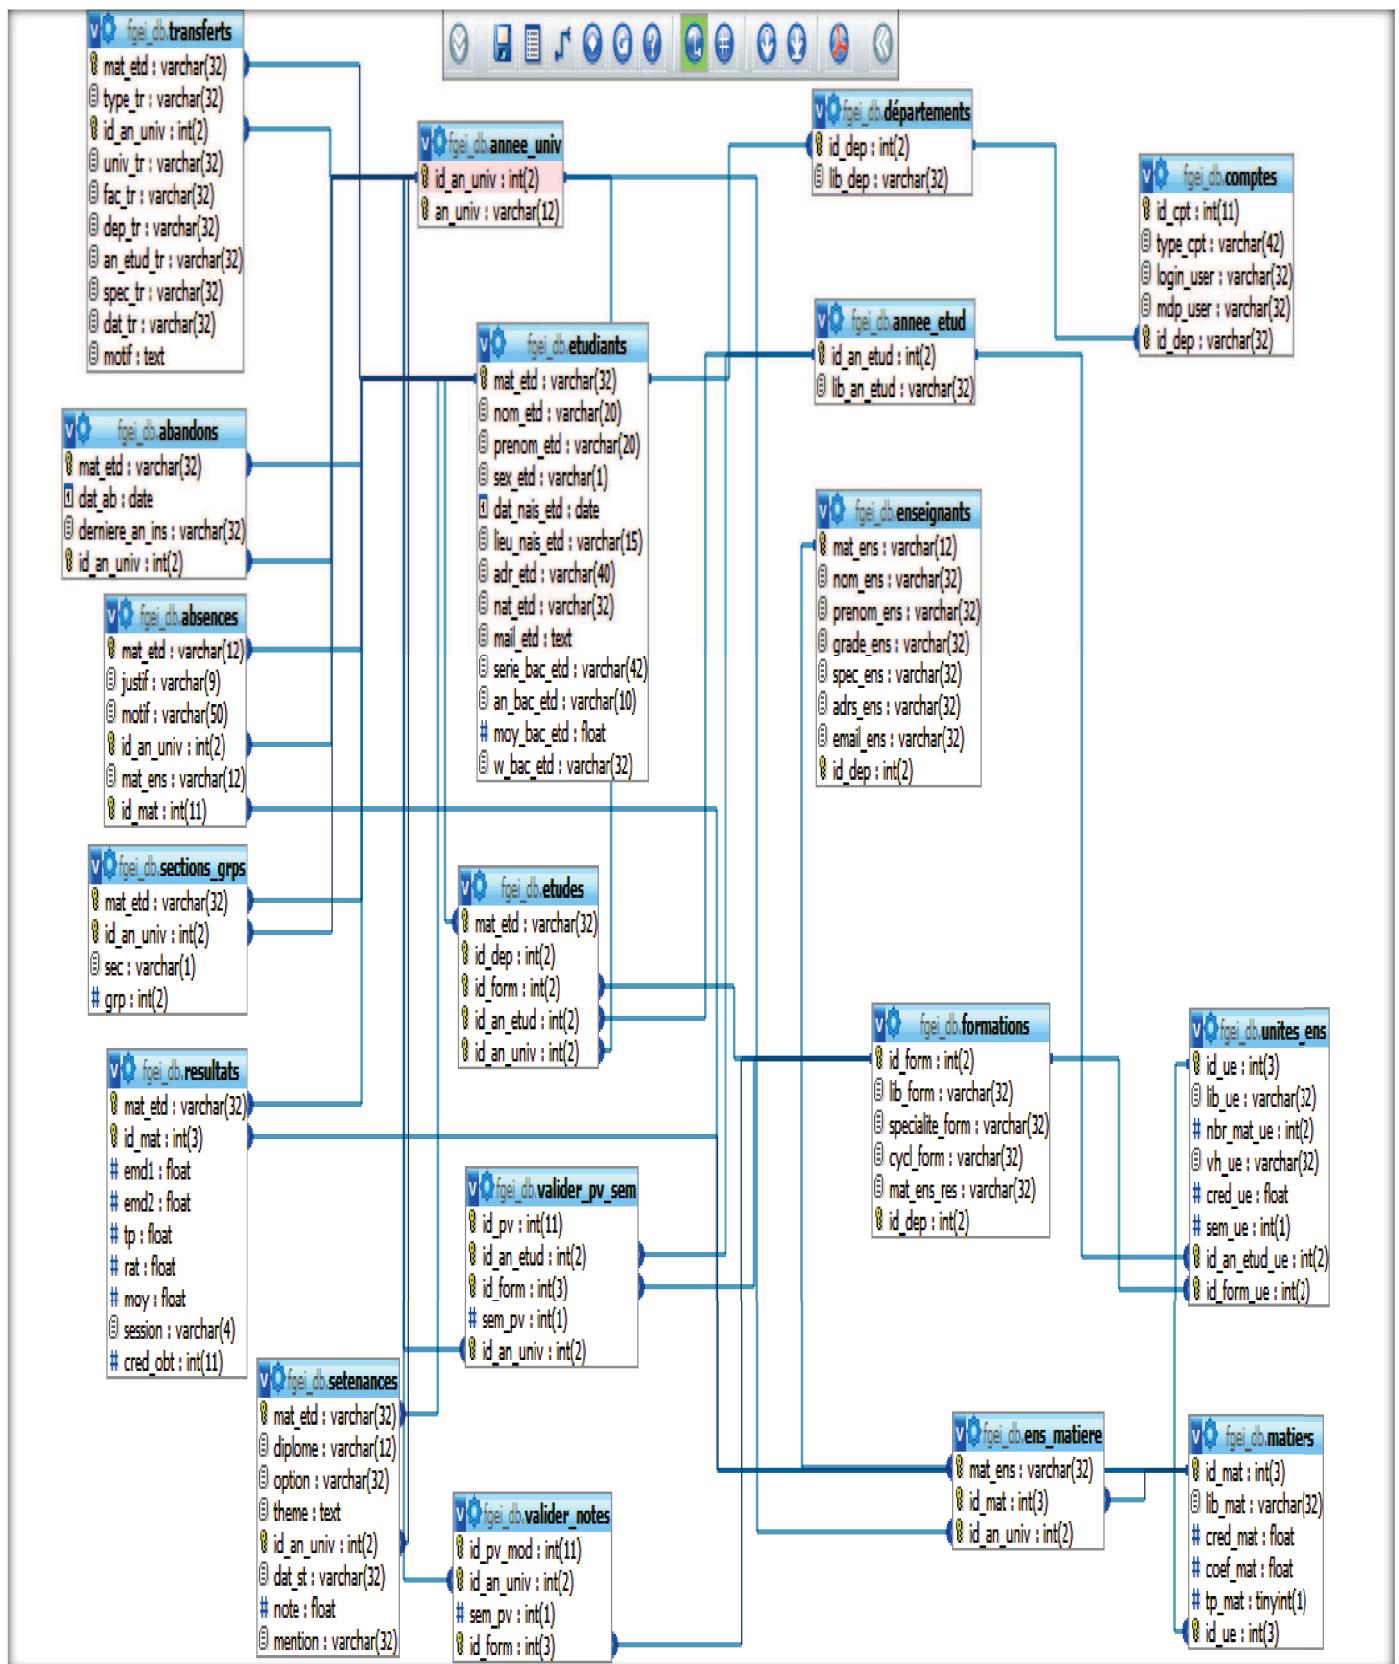 fgei_db.transferts
mat_etd : varchar(32)
type_tr : varchar(32)
id_an_univ : int(2)
univ_tr : varchar(32)
fac_tr : varchar(32)
dep_tr : varchar(32)
an_etud_tr : varchar(32)
spec_tr : varchar(32)
dat_tr : varchar(32)
motif : text
fgei_db.annee_univ
id_an_univ : int(2)
an_univ : varchar(12)
fgei_db.départements
id_dep : int(2)
lib_dep : varchar(32)
fgei_db.comptes
id_cpt : int(11)
type_cpt : varchar(42)
login_user : varchar(32)
mdp_user : varchar(32)
id_dep : varchar(32)
fgei_db.etudiants
mat_etd : varchar(32)
nom_etd : varchar(20)
prenom_etd : varchar(20)
sex_etd : varchar(1)
dat_nais_etd : date
lieu_nais_etd : varchar(15)
adr_etd : varchar(40)
nat_etd : varchar(32)
mail_etd : text
serie_bac_etd : varchar(42)
an_bac_etd : varchar(10)
moy_bac_etd : float
w_bac_etd : varchar(32)
fgei_db.annee_etud
id_an_etud : int(2)
lib_an_etud : varchar(32)
fgei_db.abandons
mat_etd : varchar(32)
dat_ab : date
derniere_an_ins : varchar(32)
id_an_univ : int(2)
fgei_db.enseignants
mat_ens : varchar(12)
nom_ens : varchar(32)
prenom_ens : varchar(32)
grade_ens : varchar(32)
spec_ens : varchar(32)
adrs_ens : varchar(32)
email_ens : varchar(32)
id_dep : int(2)
fgei_db.absences
mat_etd : varchar(12)
justif : varchar(9)
motif : varchar(50)
id_an_univ : int(2)
mat_ens : varchar(12)
id_mat : int(11)
fgei_db.sections_grps
mat_etd : varchar(32)
id_an_univ : int(2)
sec : varchar(1)
grp : int(2)
fgei_db.etudes
mat_etd : varchar(32)
id_dep : int(2)
id_form : int(2)
id_an_etud : int(2)
id_an_univ : int(2)
fgei_db.formations
id_form : int(2)
lib_form : varchar(32)
specialite_form : varchar(32)
cycl_form : varchar(32)
mat_ens_res : varchar(32)
id_dep : int(2)
fgei_db.unites_ens
id_ue : int(3)
lib_ue : varchar(32)
nbr_mat_ue : int(2)
vh_ue : varchar(32)
cred_ue : float
sem_ue : int(1)
id_an_etud_ue : int(2)
id_form_ue : int(2)
fgei_db.resultats
mat_etd : varchar(32)
id_mat : int(3)
emd1 : float
emd2 : float
tp : float
rat : float
moy : float
session : varchar(4)
cred_obt : int(11)
fgei_db.valider_pv_sem
id_pv : int(11)
id_an_etud : int(2)
id_form : int(3)
sem_pv : int(1)
id_an_univ : int(2)
fgei_db.setenances
mat_etd : varchar(32)
diplome : varchar(12)
option : varchar(32)
theme : text
id_an_univ : int(2)
dat_st : varchar(32)
note : float
mention : varchar(32)
fgei_db.valider_notes
id_pv_mod : int(11)
id_an_univ : int(2)
sem_pv : int(1)
id_form : int(3)
fgei_db.ens_matiere
mat_ens : varchar(32)
id_mat : int(3)
id_an_univ : int(2)
fgei_db.matiers
id_mat : int(3)
lib_mat : varchar(32)
cred_mat : float
coef_mat : float
tp_mat : tinyint(1)
id_ue : int(3)